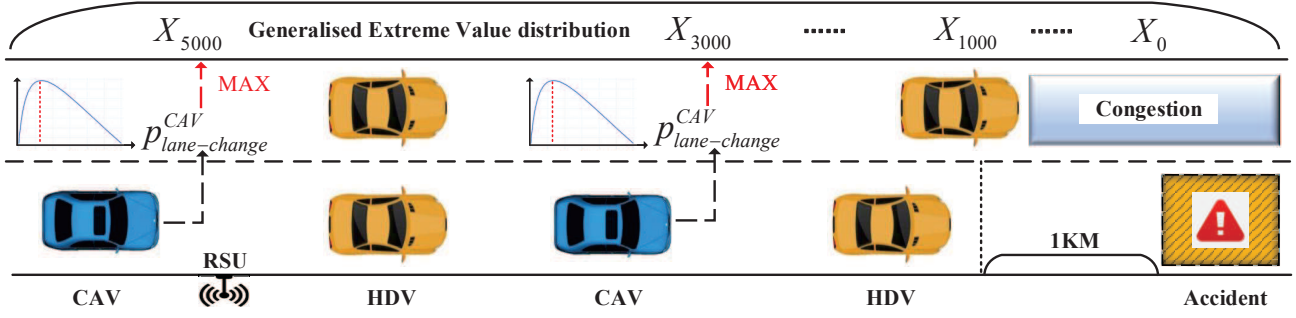 X5000 Generalised Extreme Value distribution X3000 ...... X1000 ...... X0
MAX
MAX
p^CAV_lane−change
p^CAV_lane−change
Congestion
RSU
1KM
CAV
HDV
CAV
HDV
Accident